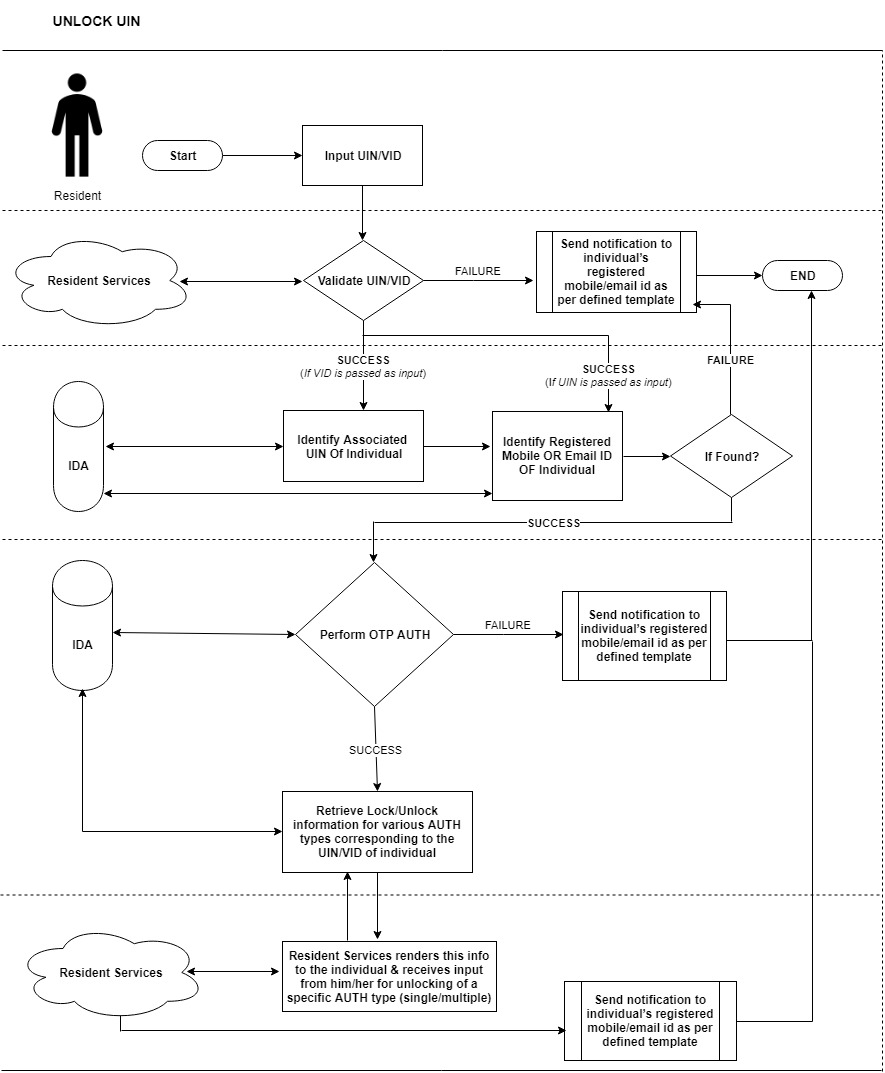 UNLOCK UIN
Start
Input UIN/VID
Resident
Resident Services
Validate UIN/VID
FAILURE
Send notification to
individual's
registered
mobile/email id as
per defined template
END
SUCCESS
(If VID is passed as input)
SUCCESS
(If UIN is passed as input)
FAILURE
IDA
Identify Associated
UIN Of Individual
Identify Registered
Mobile OR Email ID
OF Individual
If Found?
SUCCESS
IDA
Perform OTP AUTH
FAILURE
Send notification to
individual's registered
mobile/email id as per
defined template
SUCCESS
Retrieve Lock/Unlock
information for various AUTH
types corresponding to the
UIN/VID of individual
Resident Services
Resident Services renders this info
to the individual & receives input
from him/her for unlocking of a
specific AUTH type (single/multiple)
Send notification to
individual's registered
mobile/email id as per
defined template